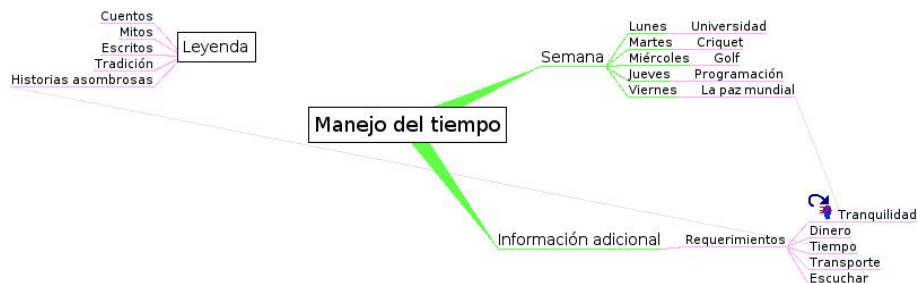 Cuentos
Mitos
Escritos
Tradición
Historias asombrosas
Leyenda
Manejo del tiempo
Semana
Lunes Universidad
Martes Criquet
Miércoles Golf
Jueves Programación
Viernes La paz mundial
Información adicional
Requerimientos
Tranquilidad
Dinero
Tiempo
Transporte
Escuchar